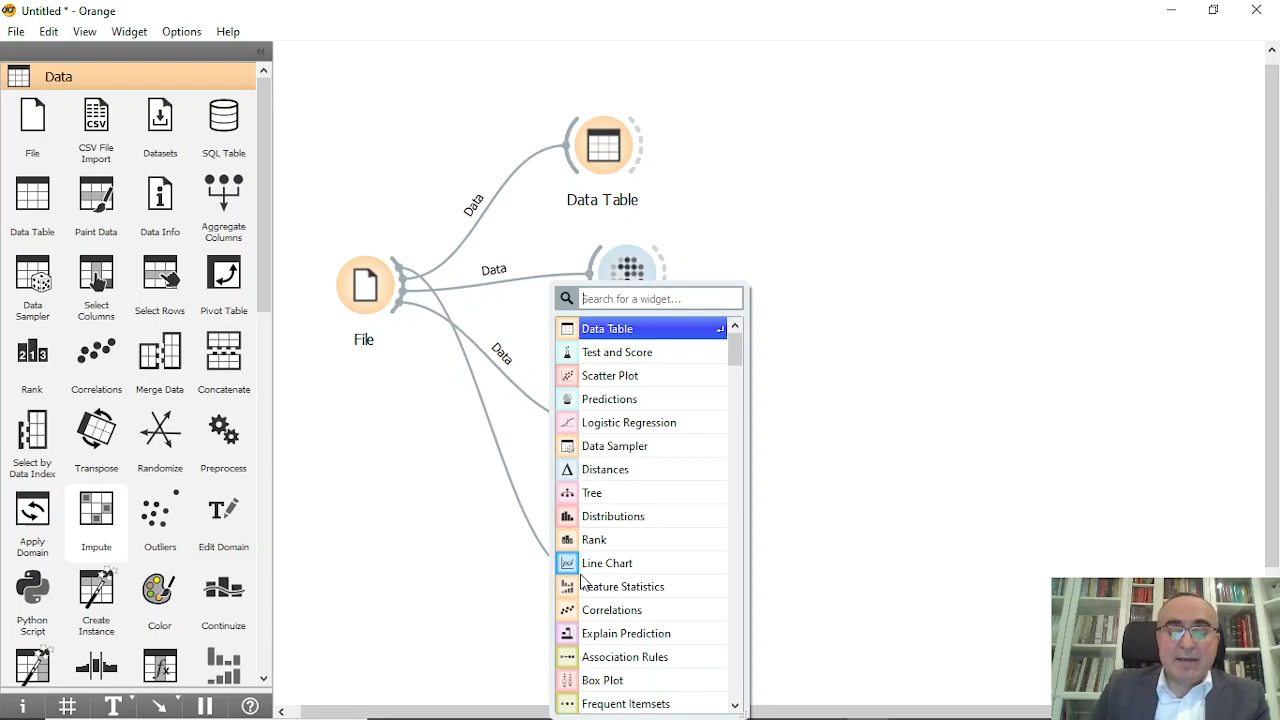 Untitled * - Orange
File Edit View Widget Options Help
Data
File
CSV File
Import
Datasets
SQL Table
Data Table
Paint Data
Data Info
Aggregate
Columns
Data
Sampler
Select
Columns
Select Rows
Pivot Table
Rank
Correlations
Merge Data
Concatenate
Select by
Data Index
Transpose
Randomize
Preprocess
Apply
Domain
Impute
Outliers
Edit Domain
Python
Script
Create
Instance
Color
Continuize
Data Table
Data
Data
Data
File
Search for a widget...
Data Table
Test and Score
Scatter Plot
Predictions
Logistic Regression
Data Sampler
Distances
Tree
Distributions
Rank
Line Chart
eature Statistics
Correlations
Explain Prediction
Association Rules
Box Plot
Frequent Itemsets